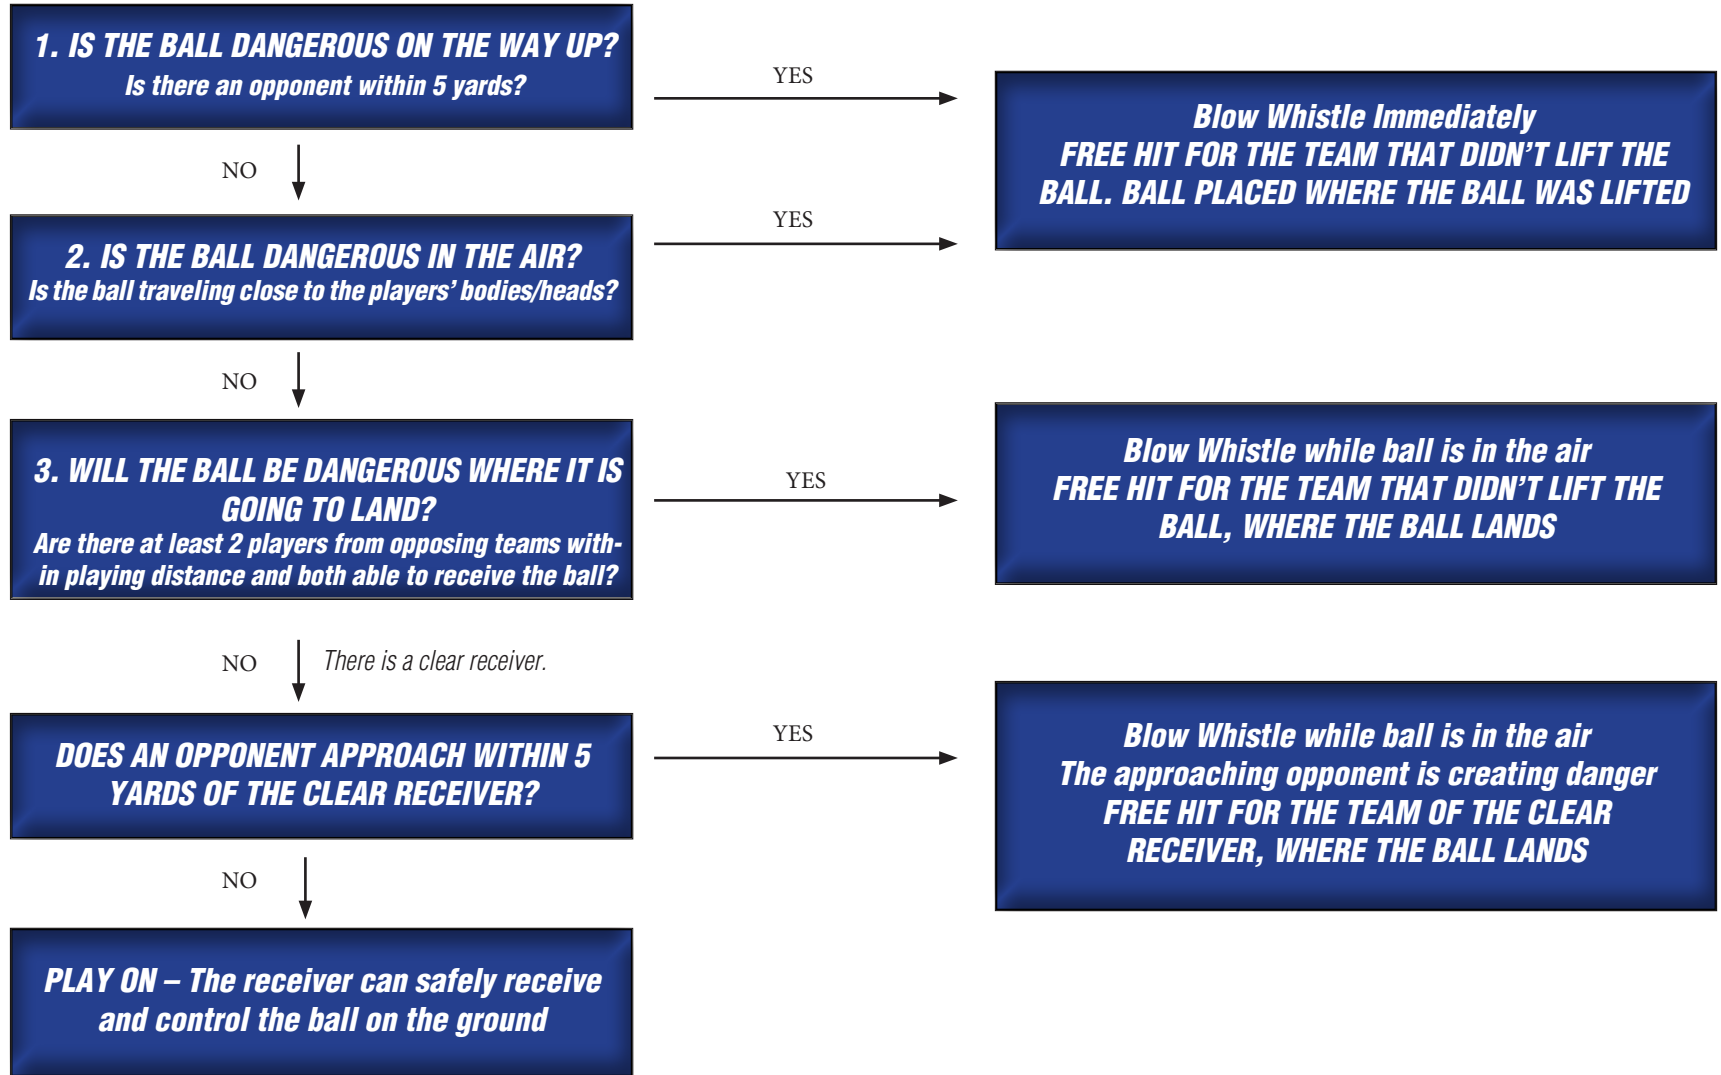 1. IS THE BALL DANGEROUS ON THE WAY UP?
Is there an opponent within 5 yards?
YES
Blow Whistle Immediately
FREE HIT FOR THE TEAM THAT DIDN'T LIFT THE
BALL. BALL PLACED WHERE THE BALL WAS LIFTED
NO
2. IS THE BALL DANGEROUS IN THE AIR?
Is the ball traveling close to the players' bodies/heads?
YES
NO
3. WILL THE BALL BE DANGEROUS WHERE IT IS
GOING TO LAND?
Are there at least 2 players from opposing teams with-
in playing distance and both able to receive the ball?
YES
Blow Whistle while ball is in the air
FREE HIT FOR THE TEAM THAT DIDN'T LIFT THE
BALL, WHERE THE BALL LANDS
NO
There is a clear receiver.
DOES AN OPPONENT APPROACH WITHIN 5
YARDS OF THE CLEAR RECEIVER?
YES
Blow Whistle while ball is in the air
The approaching opponent is creating danger
FREE HIT FOR THE TEAM OF THE CLEAR
RECEIVER, WHERE THE BALL LANDS
NO
PLAY ON – The receiver can safely receive
and control the ball on the ground